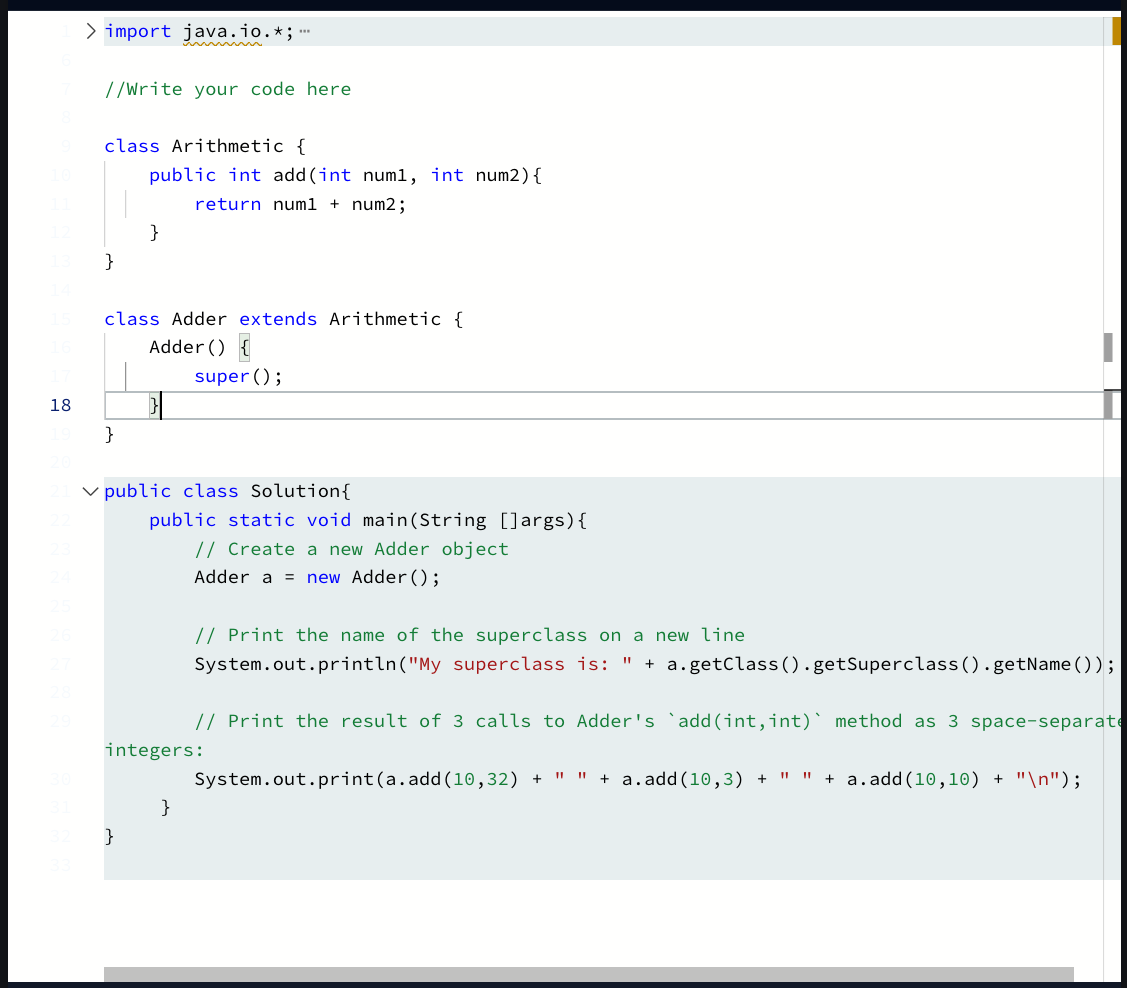 1 import java.io.*;⋯
6
7 //Write your code here
8
9 class Arithmetic {
10 public int add(int num1, int num2){
11 return num1 + num2;
12 }
13 }
14
15 class Adder extends Arithmetic {
16 Adder() {
17 super();
18 }
19 }
20
21 public class Solution{
22 public static void main(String []args){
23 // Create a new Adder object
24 Adder a = new Adder();
25
26 // Print the name of the superclass on a new line
27 System.out.println("My superclass is: " + a.getClass().getSuperclass().getName());
28
29 // Print the result of 3 calls to Adder's `add(int,int)` method as 3 space-separate
integers:
30 System.out.print(a.add(10,32) + " " + a.add(10,3) + " " + a.add(10,10) + "\n");
31 }
32 }
33